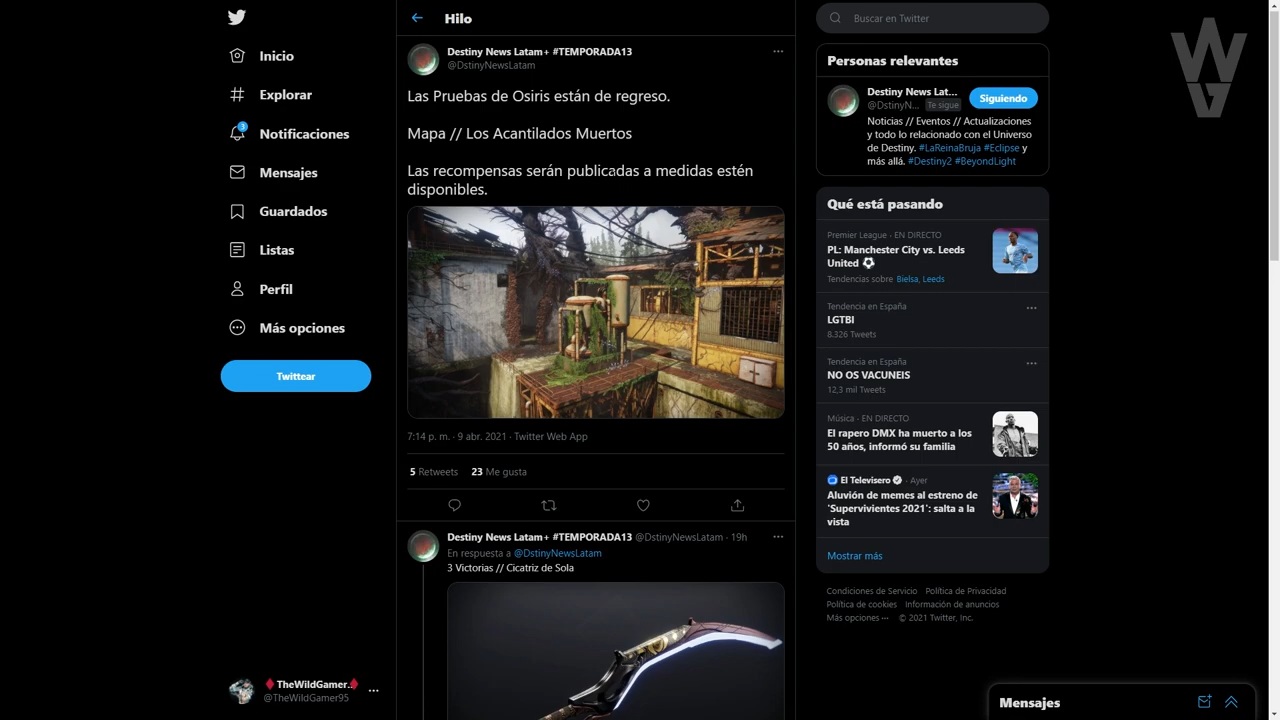 Inicio
Explorar
3
Notificaciones
Mensajes
Guardados
Listas
Perfil
Más opciones
Twittear
TheWildGamer..
@TheWildGamer95
Hilo
Destiny News Latam+ #TEMPORADA13
@DstinyNewsLatam
Las Pruebas de Osiris están de regreso.
Mapa // Los Acantilados Muertos
Las recompensas serán publicadas a medidas estén
disponibles.
7:14 p. m. · 9 abr. 2021 · Twitter Web App
5 Retweets 23 Me gusta
Destiny News Latam+ #TEMPORADA13 @DstinyNewsLatam · 19h
En respuesta a @DstinyNewsLatam
3 Victorias // Cicatriz de Sola
Buscar en Twitter
Personas relevantes
Destiny News Lat...
@DstinyN... Te sigue
Siguiendo
Noticias // Eventos // Actualizaciones
y todo lo relacionado con el Universo
de Destiny. #LaReinaBruja #Eclipse y
más allá. #Destiny2 #BeyondLight
Qué está pasando
Premier League · EN DIRECTO
PL: Manchester City vs. Leeds
United ⚽
Tendencias sobre Bielsa, Leeds
Tendencia en España
LGTBI
8.326 Tweets
Tendencia en España
NO OS VACUNEIS
12,3 mil Tweets
Música · EN DIRECTO
El rapero DMX ha muerto a los
50 años, informó su familia
El Televisero · Ayer
Aluvión de memes al estreno de
'Supervivientes 2021': salta a la
vista
Mostrar más
Condiciones de Servicio Política de Privacidad
Política de cookies Información de anuncios
Más opciones ··· © 2021 Twitter, Inc.
Mensajes
WG